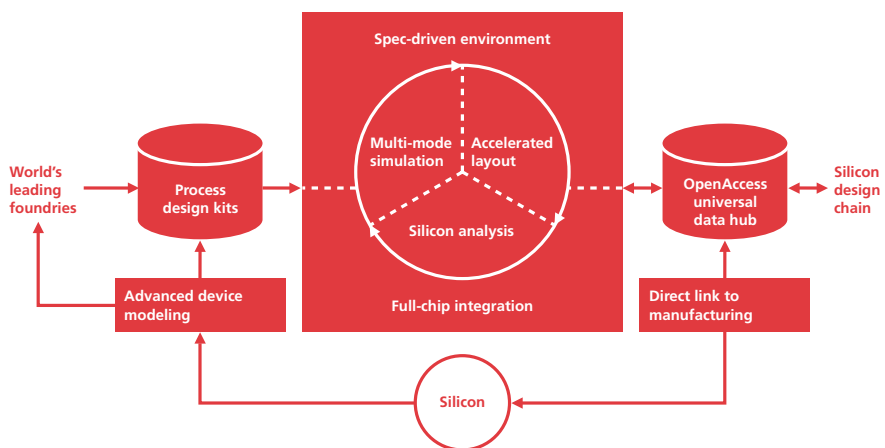 Spec-driven environment
Multi-mode
simulation
Accelerated
layout
Silicon analysis
Full-chip integration
World's
leading
foundries
Process
design kits
OpenAccess
universal
data hub
Silicon
design
chain
Advanced device
modeling
Direct link to
manufacturing
Silicon